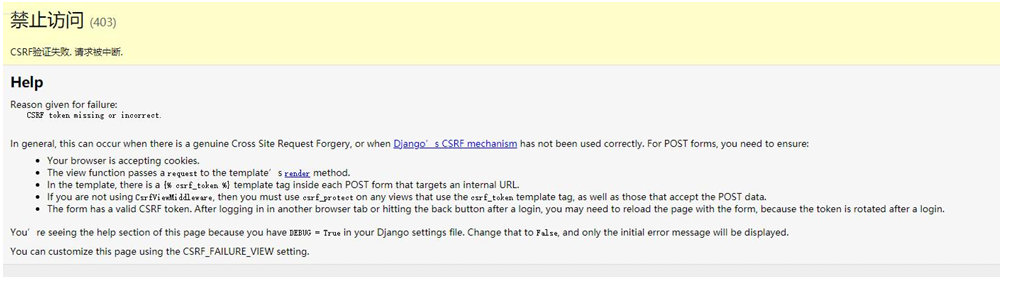 禁止访问 (403)
CSRF验证失败. 请求被中断.
Help
Reason given for failure:
CSRF token missing or incorrect.
In general, this can occur when there is a genuine Cross Site Request Forgery, or when Django’s CSRF mechanism has not been used correctly. For POST forms, you need to ensure:
• Your browser is accepting cookies.
• The view function passes a request to the template’s render method.
• In the template, there is a {% csrf_token %} template tag inside each POST form that targets an internal URL.
• If you are not using CsrfViewMiddleware, then you must use csrf_protect on any views that use the csrf_token template tag, as well as those that accept the POST data.
• The form has a valid CSRF token. After logging in in another browser tab or hitting the back button after a login, you may need to reload the page with the form, because the token is rotated after a login.
You’re seeing the help section of this page because you have DEBUG = True in your Django settings file. Change that to False, and only the initial error message will be displayed.
You can customize this page using the CSRF_FAILURE_VIEW setting.